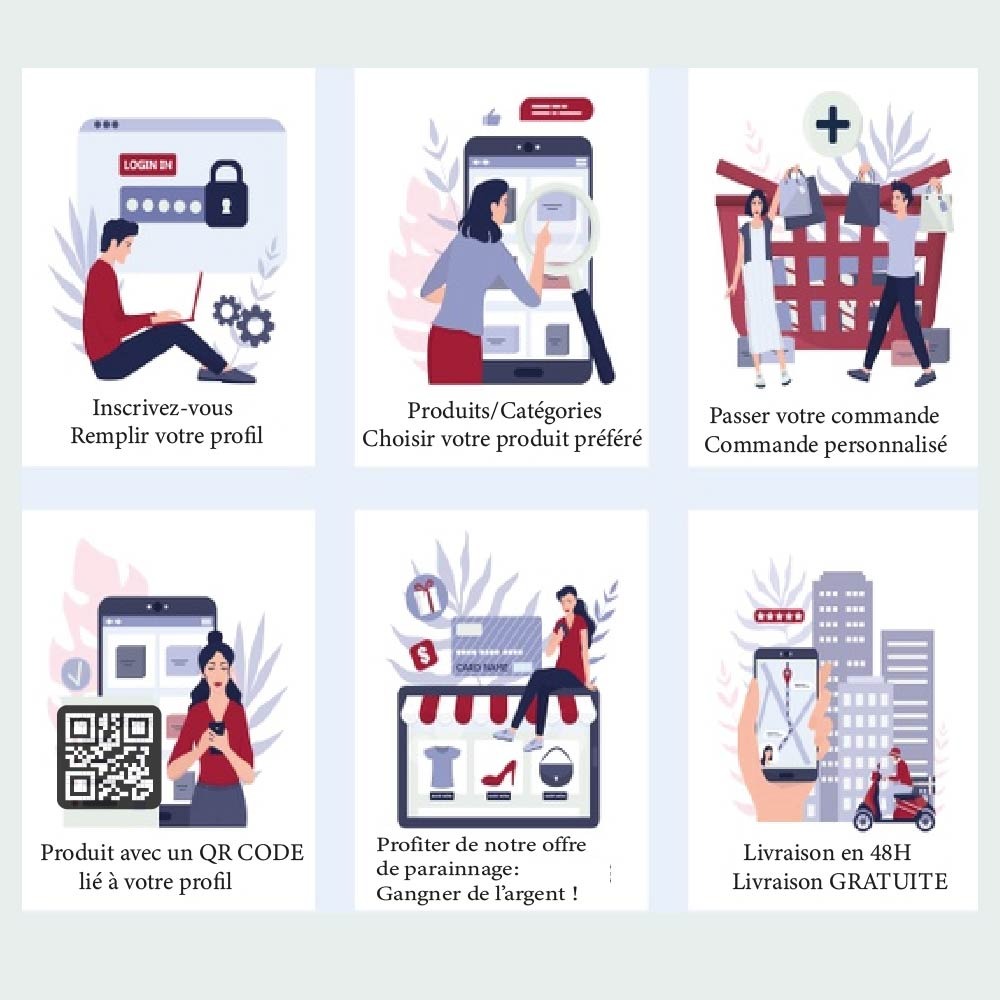 LOGIN IN
Inscrivez-vous
Remplir votre profil
Produits/Catégories
Choisir votre produit préféré
Passer votre commande
Commande personnalisé
Produit avec un QR CODE
lié à votre profil
$
CARD NAME
Profiter de notre offre
de parainnage:
Gangner de l'argent !
Livraison en 48H
Livraison GRATUITE